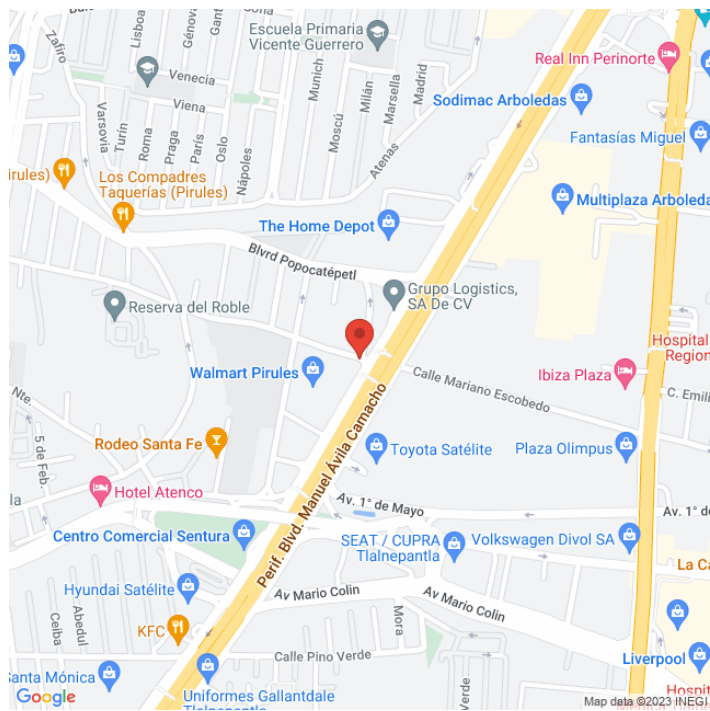 Zafiro
Lisboa
Génova
Escuela Primaria
Vicente Guerrero
Real Inn Perinorte
Venecia
Munich
Milán
Marsella
Madrid
Sodimac Arboledas
Viena
Varsovia
Turín
Roma
Praga
París
Oslo
Nápoles
Moscú
Atenas
Fantasías Miguel
Pirules)
Los Compadres
Taquerías (Pirules)
Multiplaza Arboleda
The Home Depot
Blvrd Popocatépetl
Grupo Logistics,
SA De CV
Reserva del Roble
Hospital
Region
Walmart Pirules
Calle Mariano Escobedo
Ibiza Plaza
C. Emili
Nte.
5 de Feb.
Rodeo Santa Fe
Perif. Blvd. Manuel Ávila Camacho
Toyota Satélite
Plaza Olimpus
Hotel Atenco
Av. 1° de Mayo
Av. 1° de
Centro Comercial Sentura
SEAT / CUPRA
Tlalnepantla
Volkswagen Divol SA
La Ca
Hyundai Satélite
Av Mario Colin
Av Mario Colin
Ceiba
Abedul
KFC
Mora
Calle Pino Verde
Liverpool
Santa Mónica
Verde
Uniformes Gallantdale
Tlalnepantla
Hospit
Google
Map data ©2023 INEGI